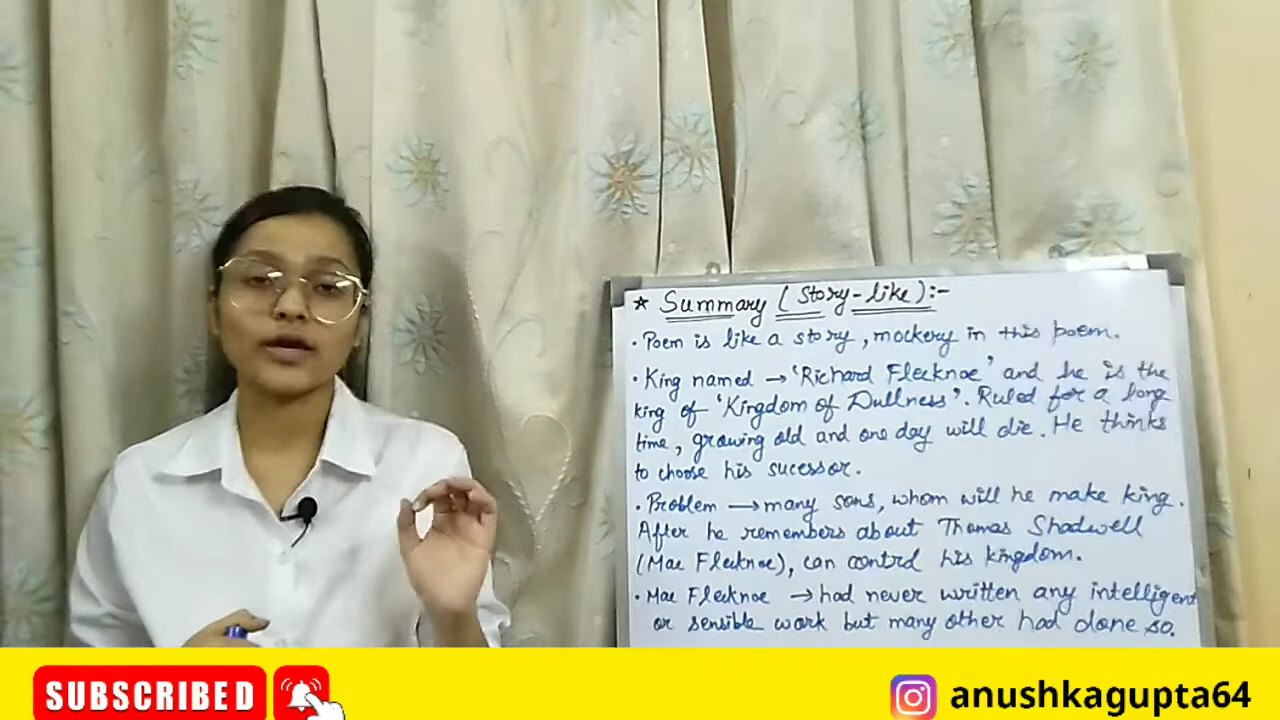 * Summary (Story-like):-
• Poem is like a story, mockery in this poem.
• King named → 'Richard Flecknoe' and he is the
king of 'Kingdom of Dullness'. Ruled for a long
time, growing old and one day will die. He thinks
to choose his sucessor.
• Problem → many sons, whom will he make king.
After he remembers about Thomas Shadwell
(Mac Flecknoe), can control his kingdom.
• Mac Flecknoe → had never written any intelligent
or sensible work but many other had done so.
SUBSCRIBED
anushkagupta64